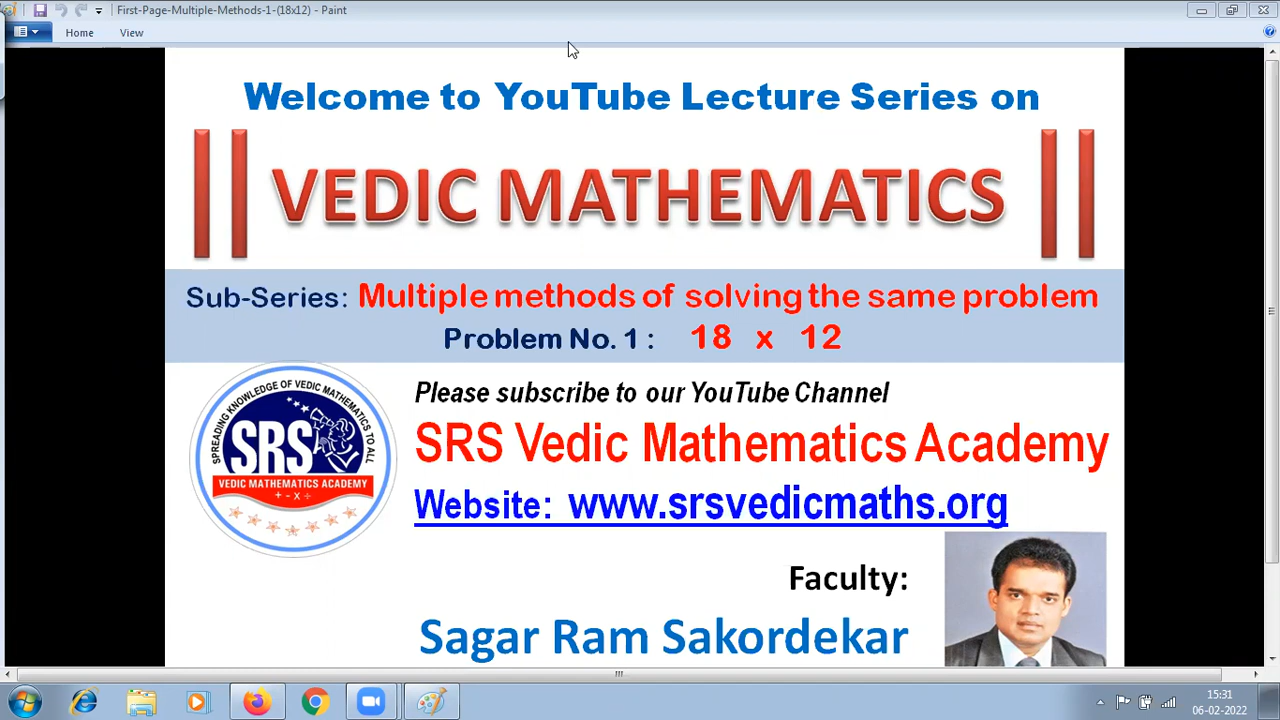 First-Page-Multiple-Methods-1-(18x12) - Paint
Home View
Welcome to YouTube Lecture Series on
|| VEDIC MATHEMATICS ||
Sub-Series: Multiple methods of solving the same problem
Problem No. 1 : 18 x 12
SPREADING KNOWLEDGE OF VEDIC MATHEMATICS TO ALL
SRS
VEDIC MATHEMATICS ACADEMY
+ - x ÷
Please subscribe to our YouTube Channel
SRS Vedic Mathematics Academy
Website: www.srsvedicmaths.org
Faculty:
Sagar Ram Sakordekar
15:31
06-02-2022